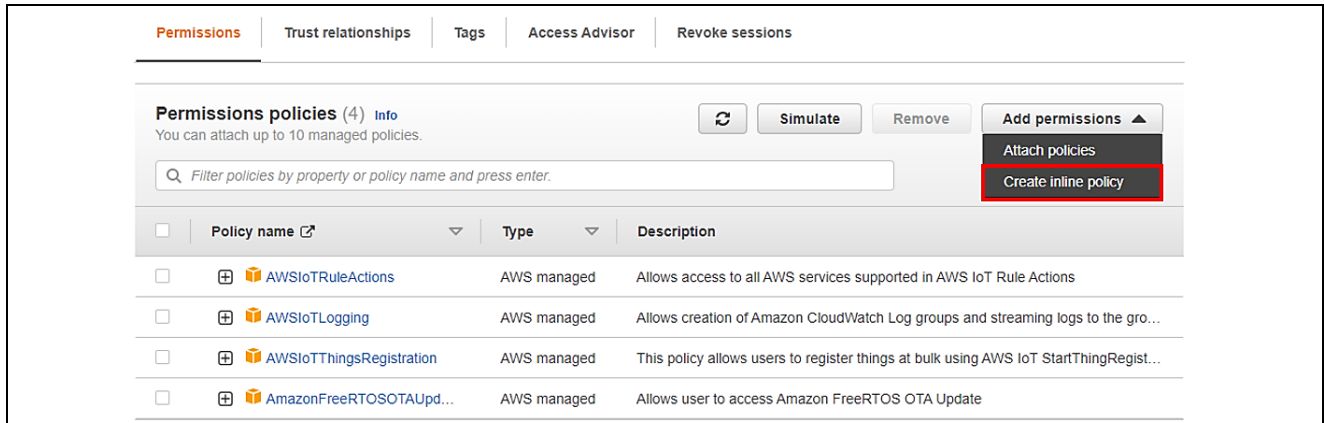 Permissions Trust relationships Tags Access Advisor Revoke sessions
Permissions policies (4) Info
You can attach up to 10 managed policies.
Simulate Remove Add permissions
Attach policies
Filter policies by property or policy name and press enter.
Create inline policy
Policy name Type Description
AWSIoTRuleActions AWS managed Allows access to all AWS services supported in AWS IoT Rule Actions
AWSIoTLogging AWS managed Allows creation of Amazon CloudWatch Log groups and streaming logs to the gro...
AWSIoTThingsRegistration AWS managed This policy allows users to register things at bulk using AWS IoT StartThingRegist...
AmazonFreeRTOSOTAUpd... AWS managed Allows user to access Amazon FreeRTOS OTA Update